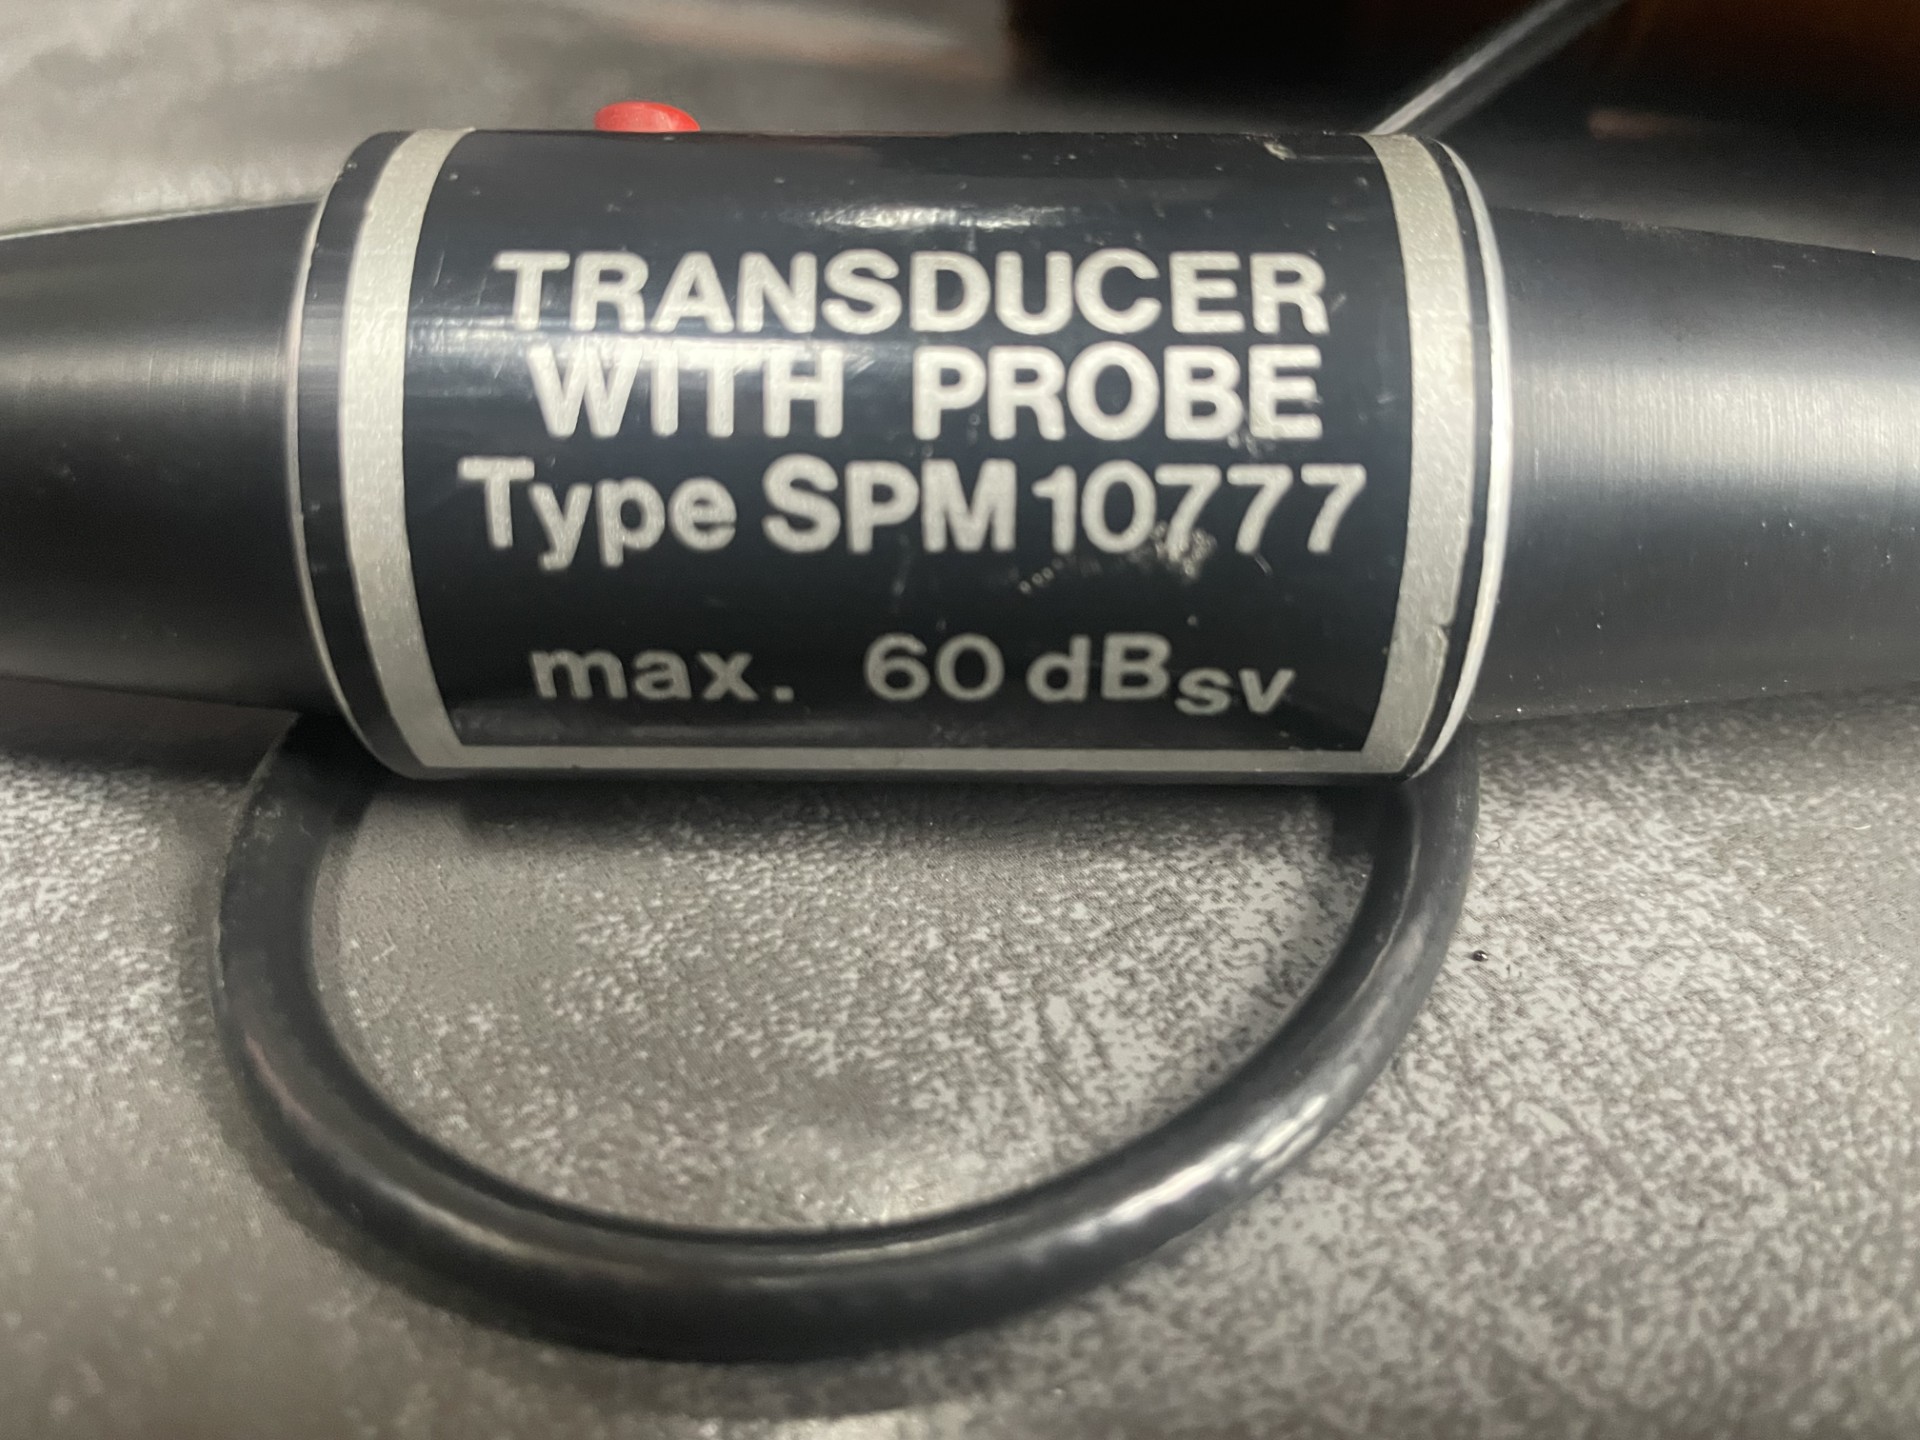 TRANSDUCER
WITH PROBE
Type SPM 10777
max. 60 dBsv